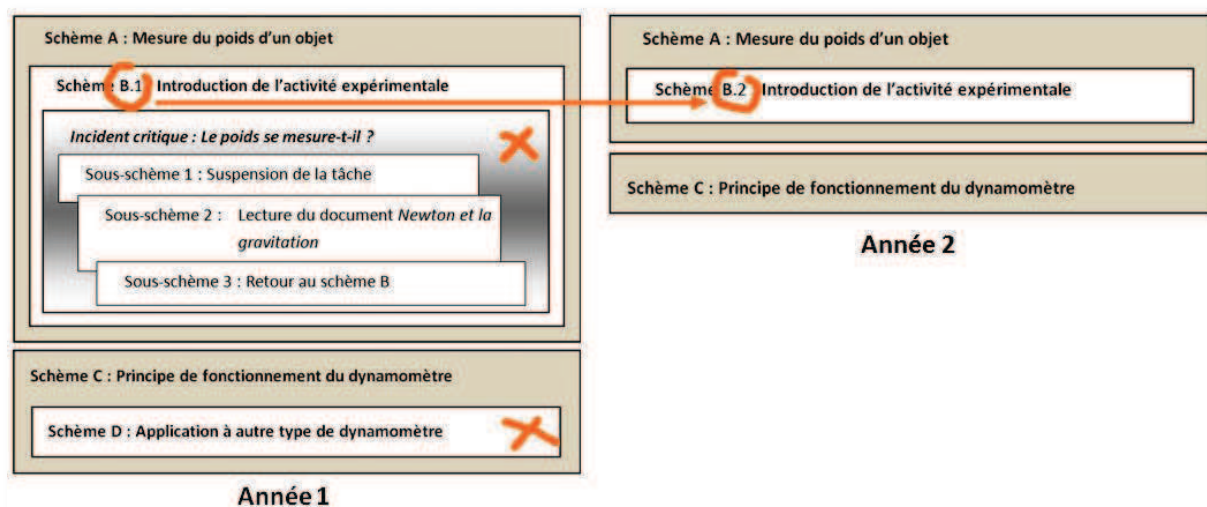 Schème A : Mesure du poids d'un objet
Schème B.1 : Introduction de l'activité expérimentale
Incident critique : Le poids se mesure-t-il ?
Sous-schème 1 : Suspension de la tâche
Sous-schème 2 : Lecture du document Newton et la
gravitation
Sous-schème 3 : Retour au schème B
Schème C : Principe de fonctionnement du dynamomètre
Schème D : Application à autre type de dynamomètre
Année 1
Schème A : Mesure du poids d'un objet
Schème B.2 : Introduction de l'activité expérimentale
Schème C : Principe de fonctionnement du dynamomètre
Année 2